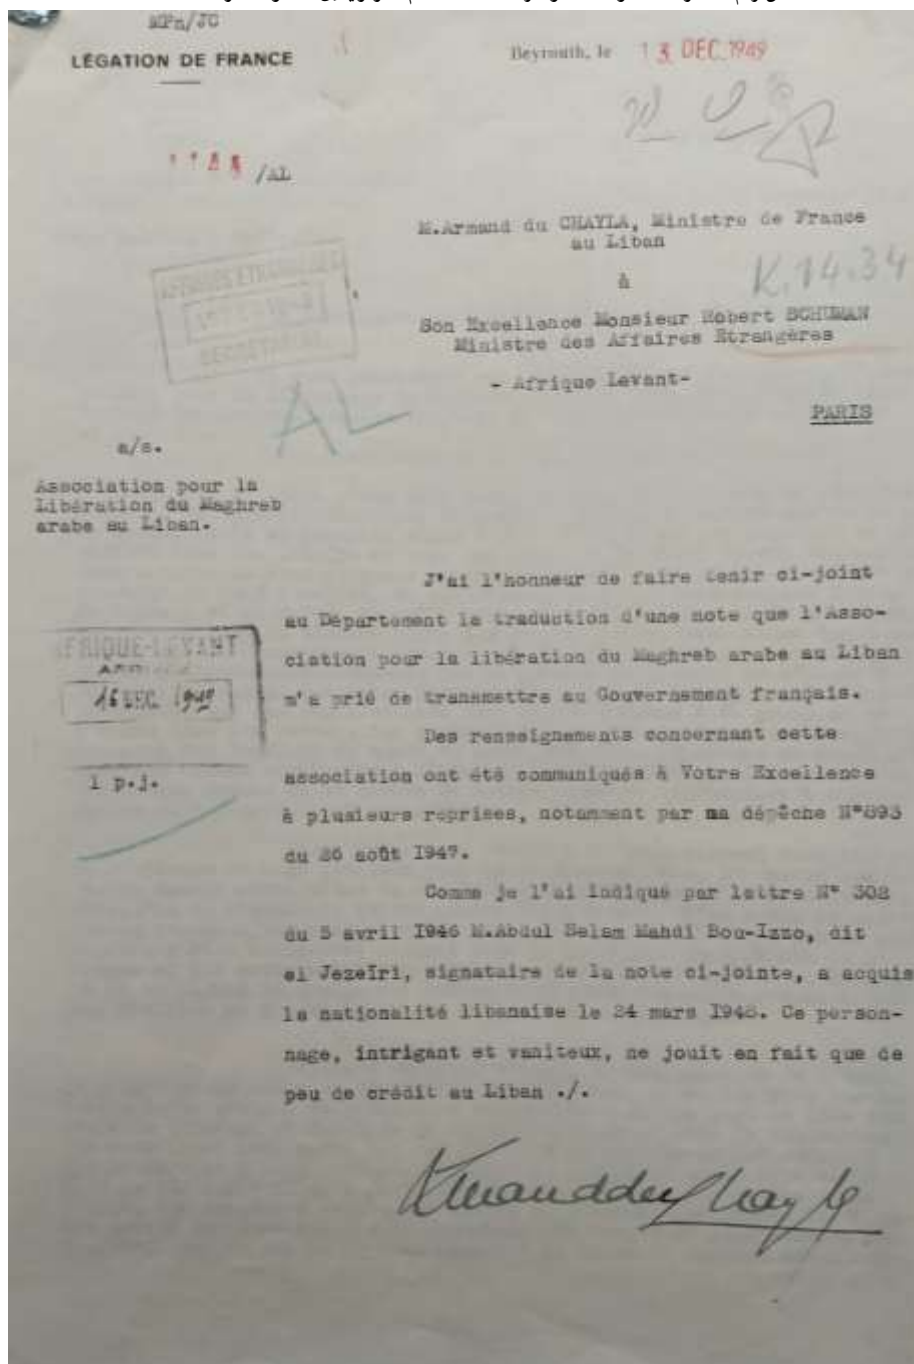 MPn/JC
LÉGATION DE FRANCE
Beyrouth, le 13 DEC. 1949
/AL
M.Armand du CHAYLA, Ministre de France
au Liban
à
K.14.34
Son Excellence Monsieur Robert SCHUMAN
Ministre des Affaires Etrangères
- Afrique Levant-
PARIS
AFFAIRES ETRANGERES
SECRETARIAT
AL
a/s.
Association pour la
Libération du Maghreb
arabe au Liban.
J'ai l'honneur de faire tenir ci-joint
au Département la traduction d'une note que l'Asso-
ciation pour la libération du Maghreb arabe au Liban
m'a prié de transmettre au Gouvernement français.
AFRIQUE-LEVANT
16 DEC. 1949
1 p.j.
Des renseignements concernant cette
association ont été communiqués à Votre Excellence
à plusieurs reprises, notamment par ma dépêche N°893
du 26 août 1947.
Comme je l'ai indiqué par lettre N° 302
du 5 avril 1946 M.Abdul Selam Mahdi Bou-Izzo, dit
el Jezeïri, signataire de la note ci-jointe, a acquis
la nationalité libanaise le 24 mars Ce person-
nage, intrigant et vaniteux, ne jouit en fait que de
peu de crédit au Liban ./.